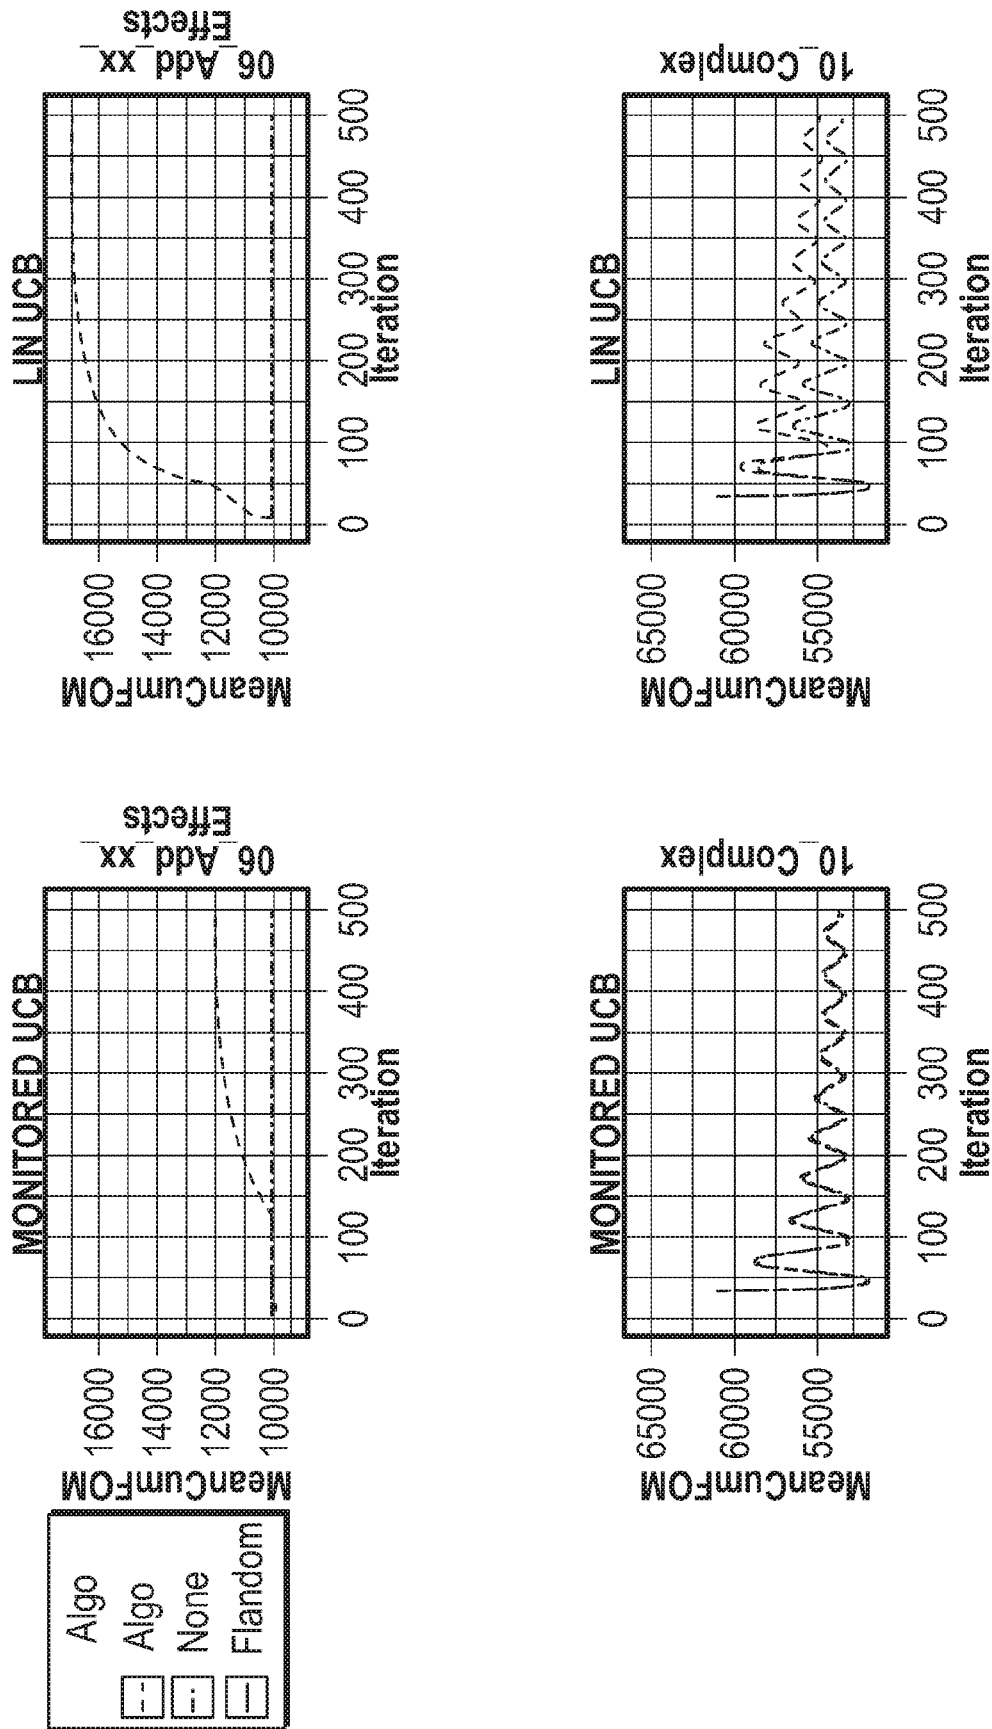 Algo
Algo
None
Flandom
MONITORED UCB
MeanCumFOM
16000
14000
12000
10000
0
100
200
300
400
500
Iteration
06_Add_xx_
Effects
LIN UCB
MeanCumFOM
16000
14000
12000
10000
0
100
200
300
400
500
Iteration
06_Add_xx_
Effects
MONITORED UCB
MeanCumFOM
65000
60000
55000
0
100
200
300
400
500
Iteration
10_Complex
LIN UCB
MeanCumFOM
65000
60000
55000
0
100
200
300
400
500
Iteration
10_Complex